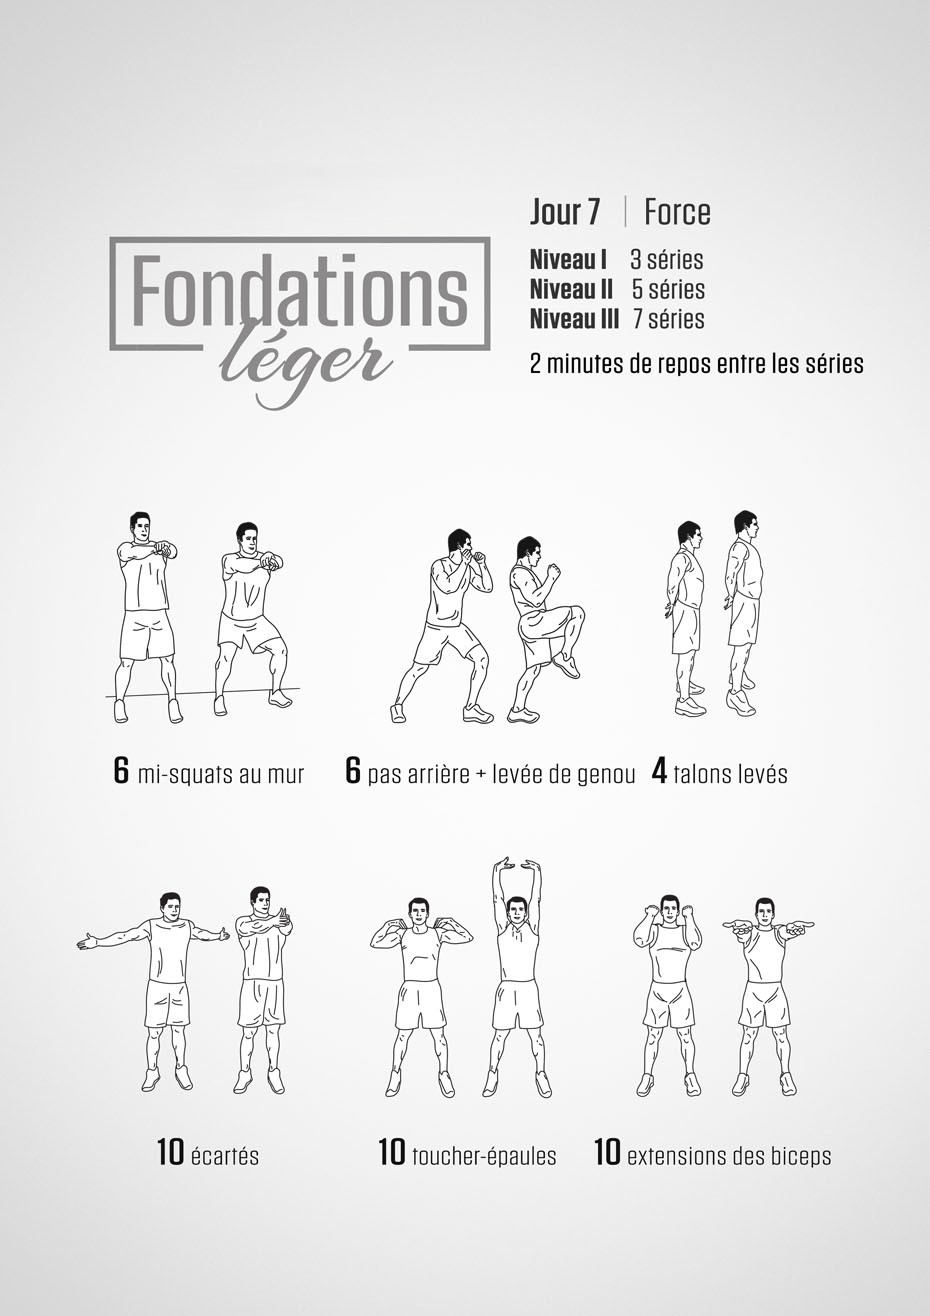 Fondations
léger
Jour 7 | Force
Niveau I 3 séries
Niveau II 5 séries
Niveau III 7 séries
2 minutes de repos entre les séries
6 mi-squats au mur
6 pas arrière + levée de genou
4 talons levés
10 écartés
10 toucher-épaules
10 extensions des biceps